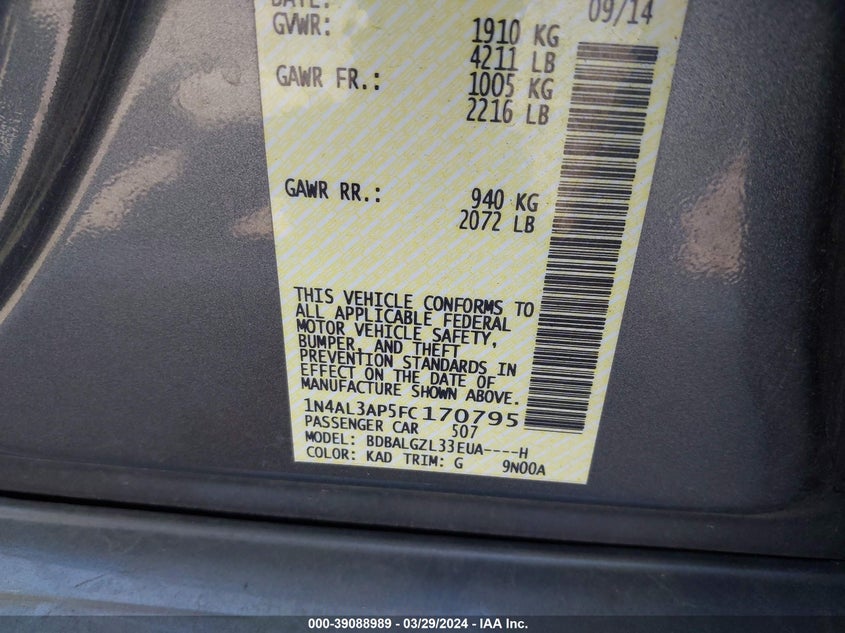 DATE: 09/14
GVWR: 1910 KG
4211 LB
GAWR FR.: 1005 KG
2216 LB
GAWR RR.: 940 KG
2072 LB
THIS VEHICLE CONFORMS TO
ALL APPLICABLE FEDERAL
MOTOR VEHICLE SAFETY,
BUMPER, AND THEFT
PREVENTION STANDARDS IN
EFFECT ON THE DATE OF
MANUFACTURE SHOWN ABOVE.
1N4AL3AP5FC170795
PASSENGER CAR 507
MODEL: BDBALGZL33EUA----H
COLOR: KAD TRIM: G 9N00A
000-39088989 — 03/29/2024 — IAA Inc.